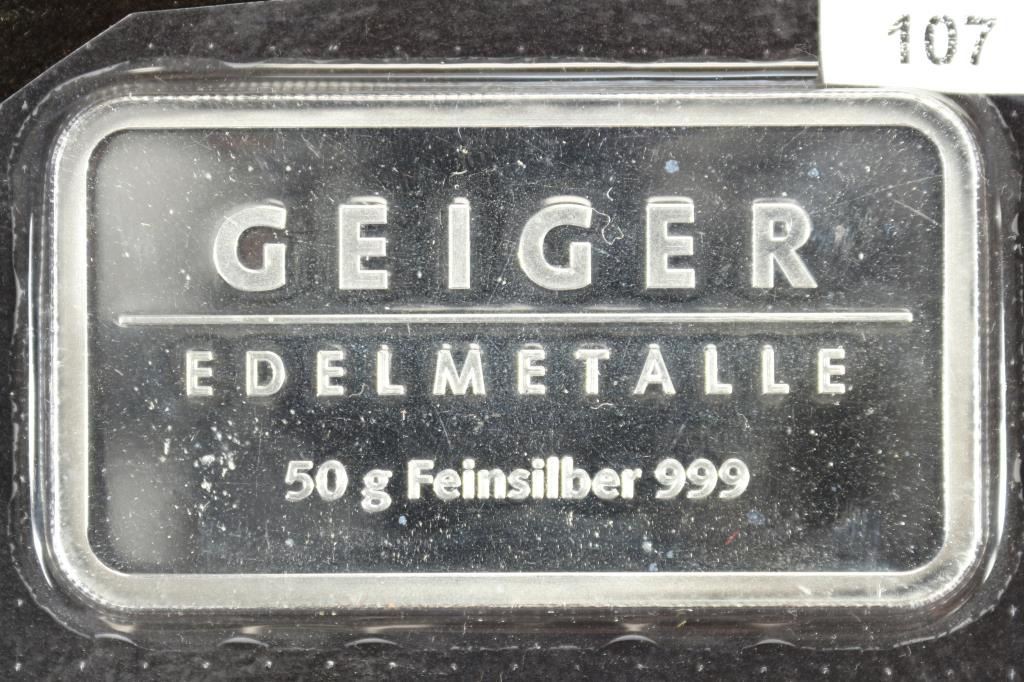 107
GEIGER
EDELMETALLE
50 g Feinsilber 999